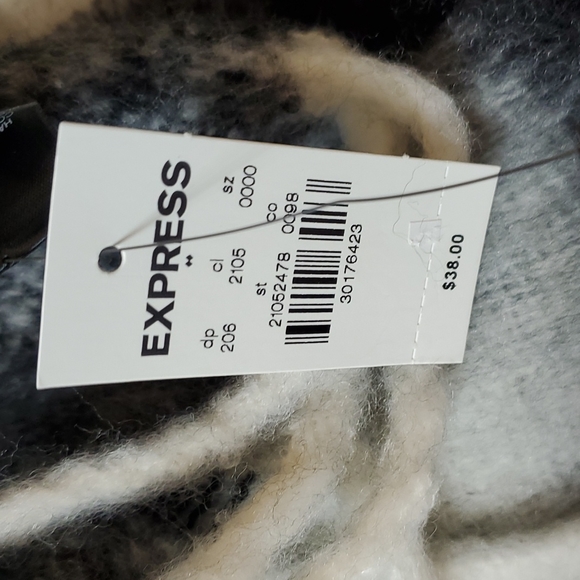 EXPRESS
dp cl sz
206 2105 0000
st co
21052478 0098
30176423
$38.00